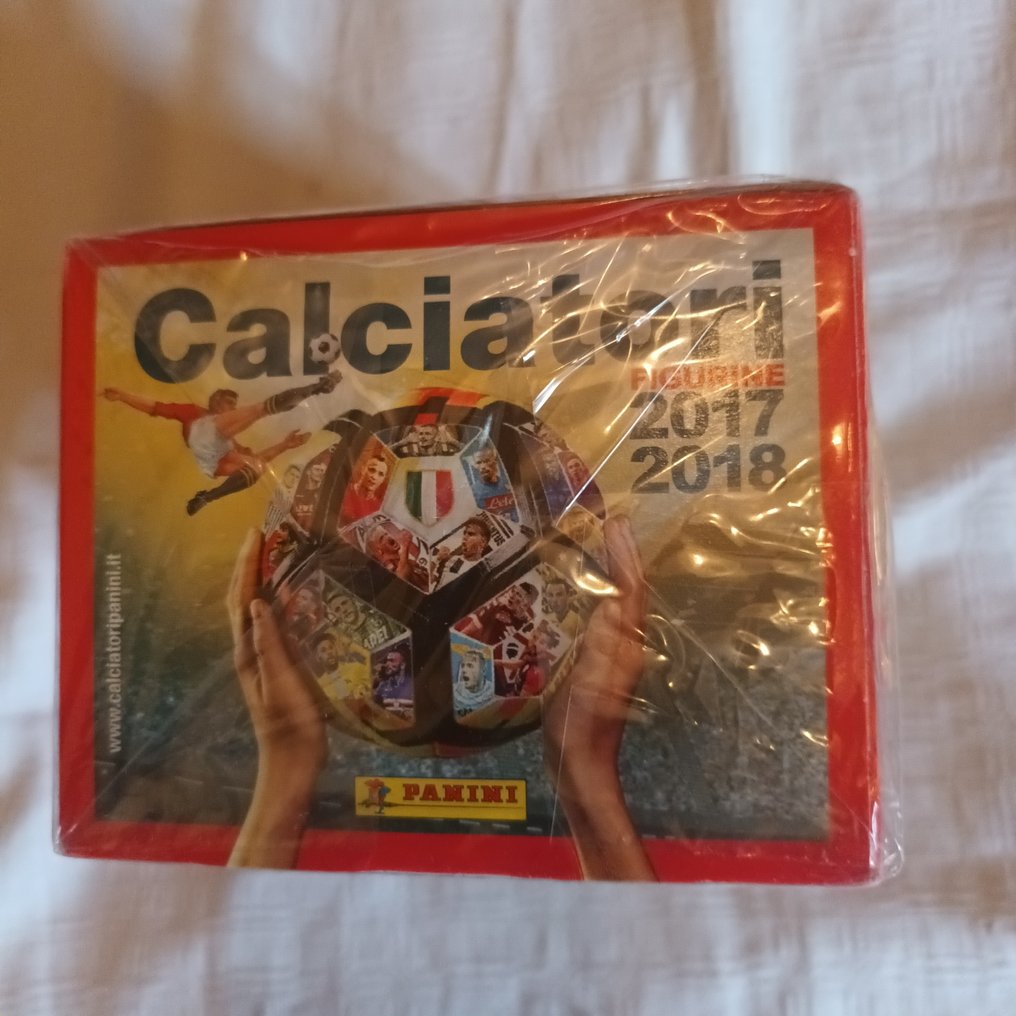 Calciatori
FIGURINE
2017
2018
www.calciatoripanini.it
PANINI